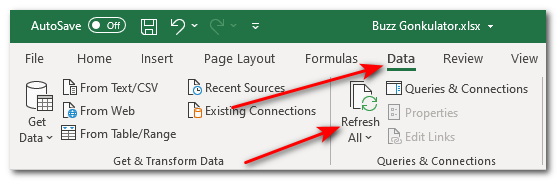 AutoSave Off Buzz Gonkulator.xlsx
File Home Insert Page Layout Formulas Data Review View
Get Data
From Text/CSV
From Web
From Table/Range
Recent Sources
Existing Connections
Get & Transform Data
Refresh All
Queries & Connections
Properties
Edit Links
Queries & Connections